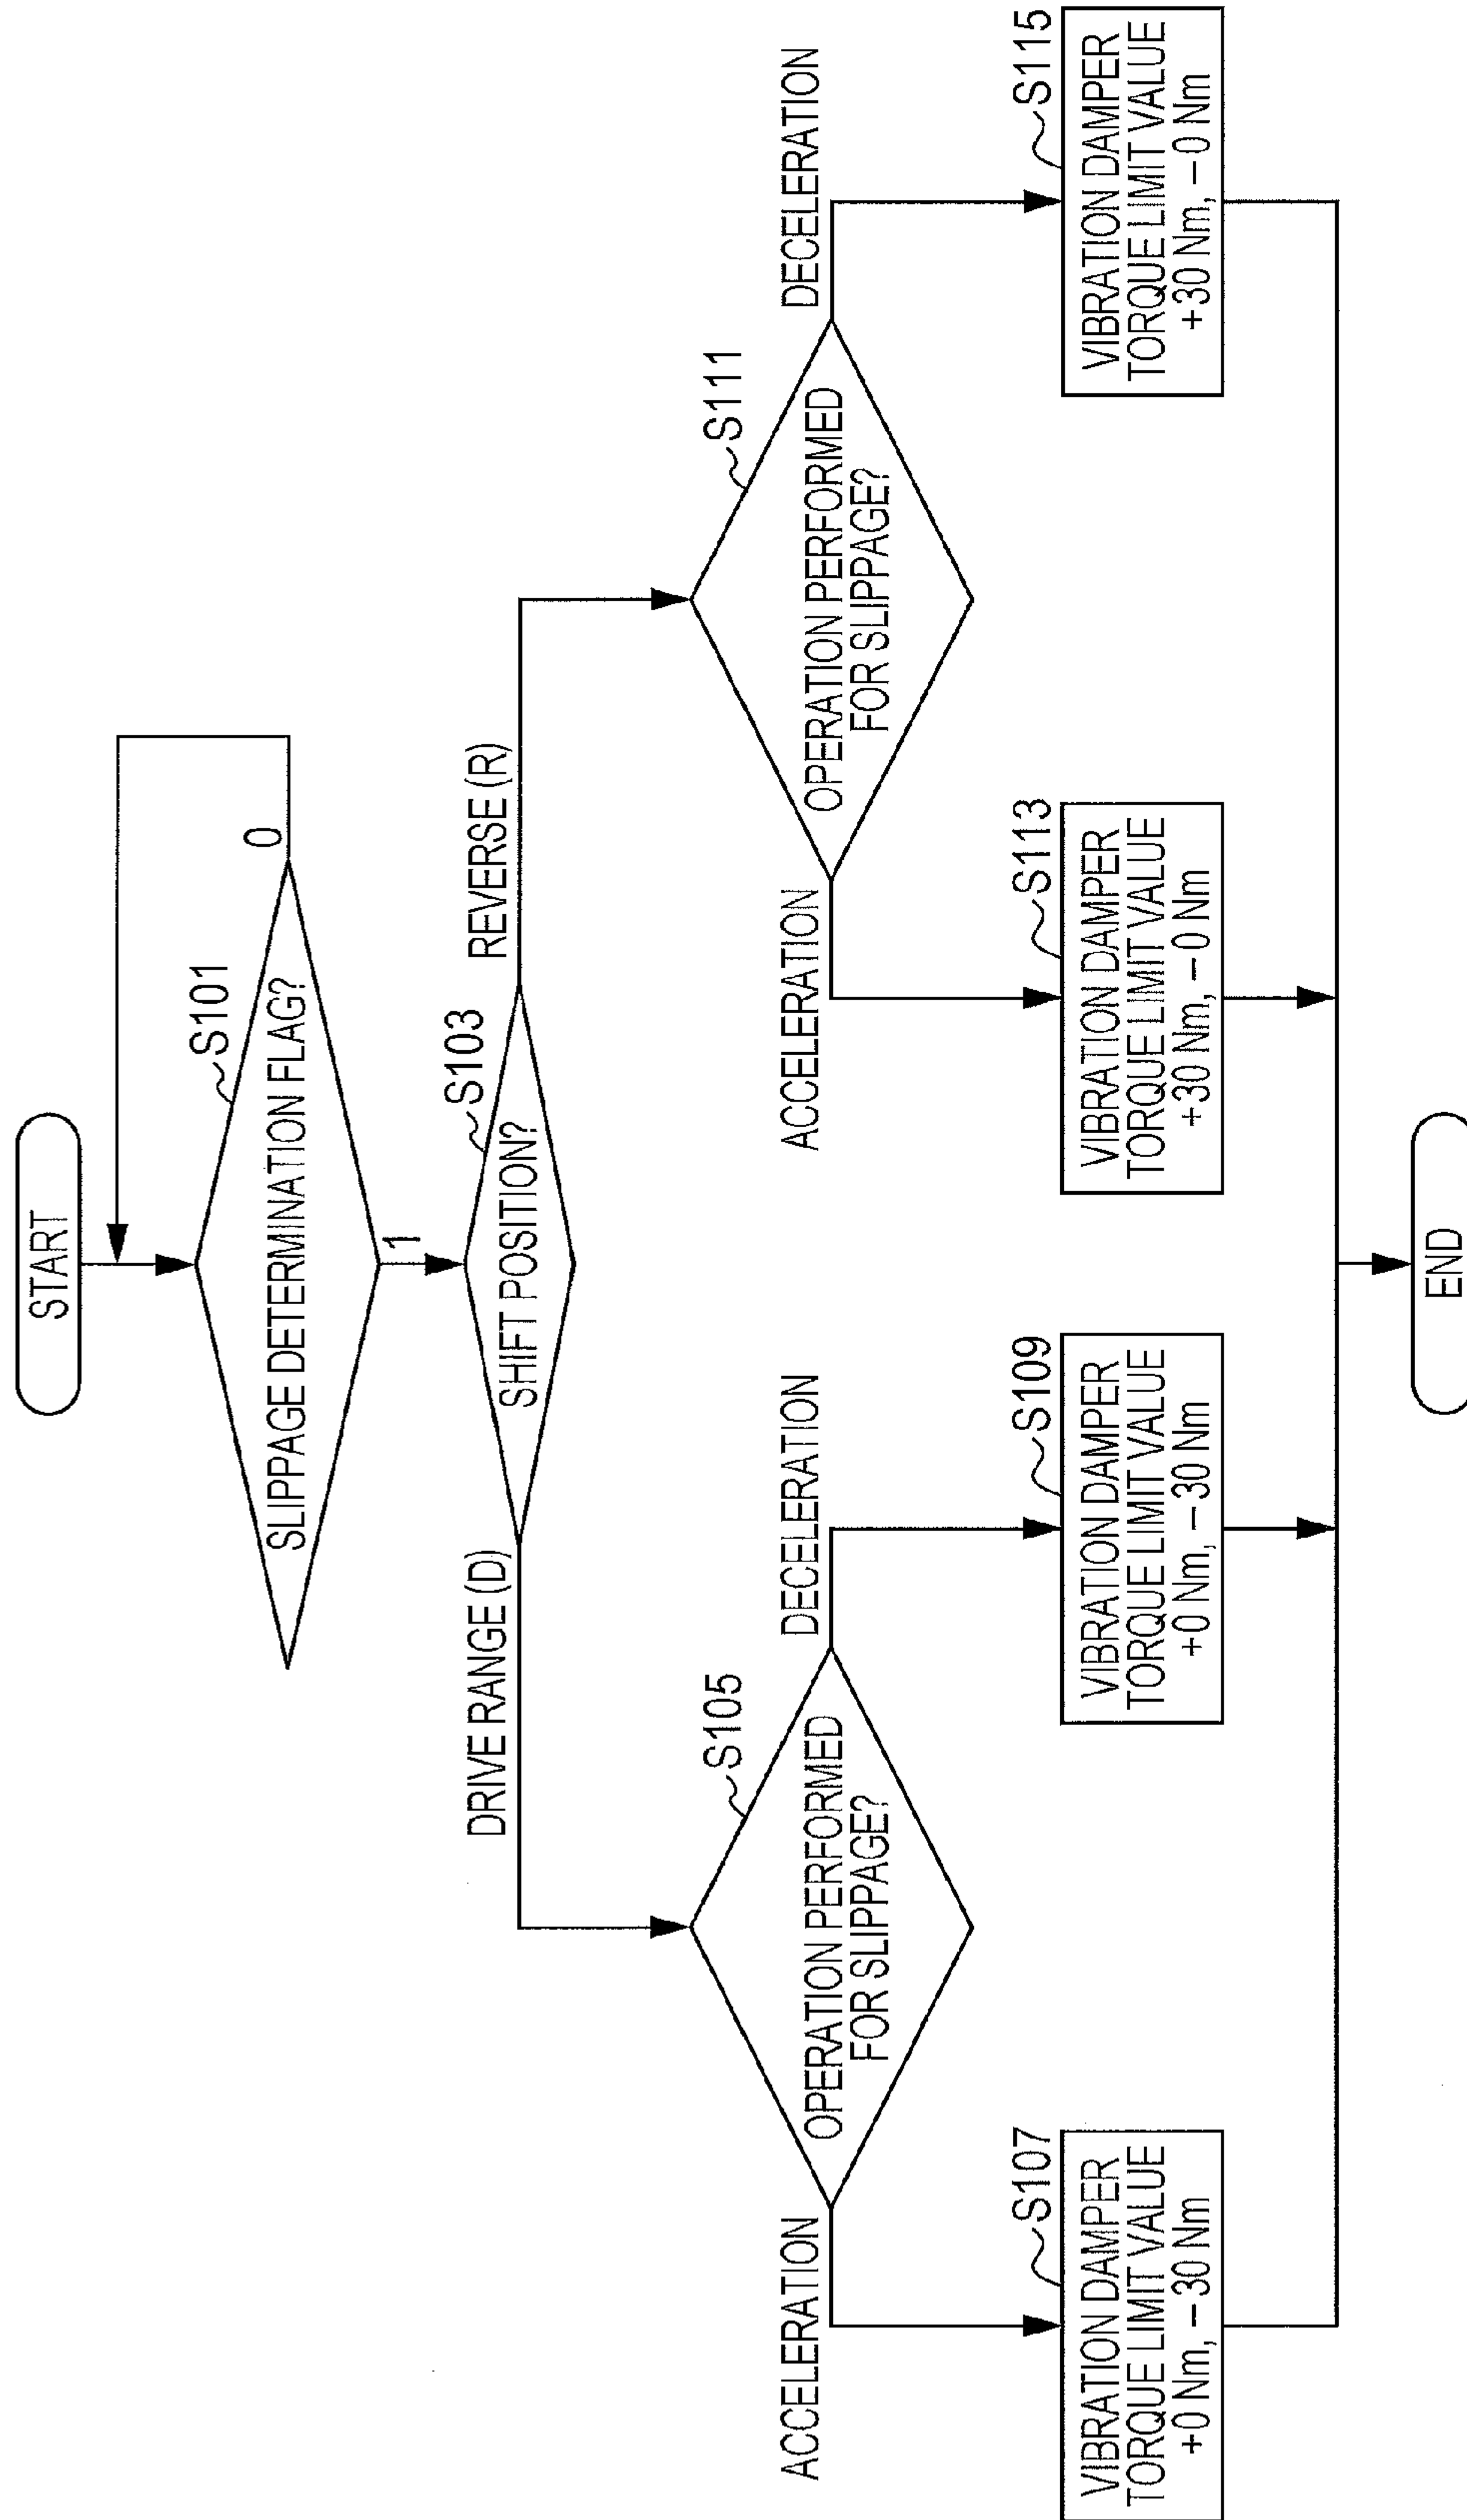 START
S101
SLIPPAGE DETERMINATION FLAG?
0
1
S103
SHIFT POSITION?
DRIVE RANGE (D)
REVERSE (R)
S105
OPERATION PERFORMED
FOR SLIPPAGE?
ACCELERATION
DECELERATION
S111
OPERATION PERFORMED
FOR SLIPPAGE?
ACCELERATION
DECELERATION
S107
VIBRATION DAMPER
TORQUE LIMIT VALUE
+0 Nm, −30 Nm
S109
VIBRATION DAMPER
TORQUE LIMIT VALUE
+0 Nm, −30 Nm
S113
VIBRATION DAMPER
TORQUE LIMIT VALUE
+30 Nm, −0 Nm
S115
VIBRATION DAMPER
TORQUE LIMIT VALUE
+30 Nm, −0 Nm
END